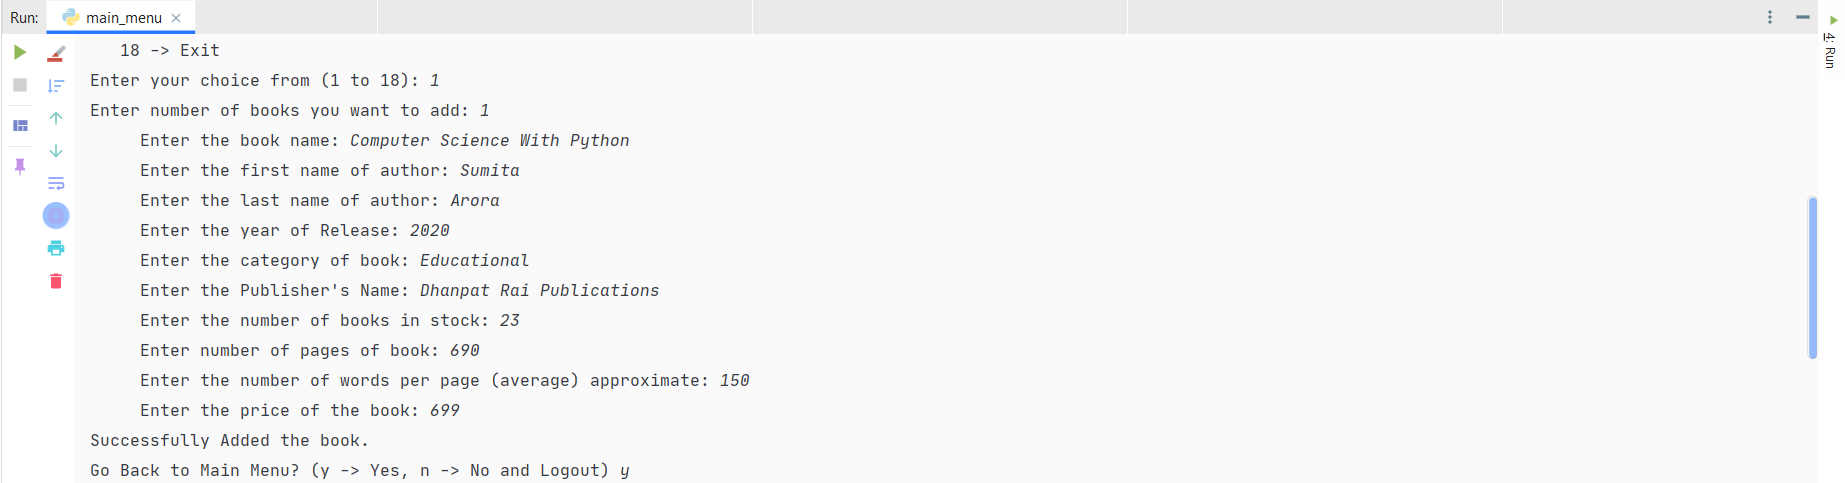 Run: main_menu ×
18 -> Exit
Enter your choice from (1 to 18): 1
Enter number of books you want to add: 1
Enter the book name: Computer Science With Python
Enter the first name of author: Sumita
Enter the last name of author: Arora
Enter the year of Release: 2020
Enter the category of book: Educational
Enter the Publisher's Name: Dhanpat Rai Publications
Enter the number of books in stock: 23
Enter number of pages of book: 690
Enter the number of words per page (average) approximate: 150
Enter the price of the book: 699
Successfully Added the book.
Go Back to Main Menu? (y -> Yes, n -> No and Logout) y
4: Run